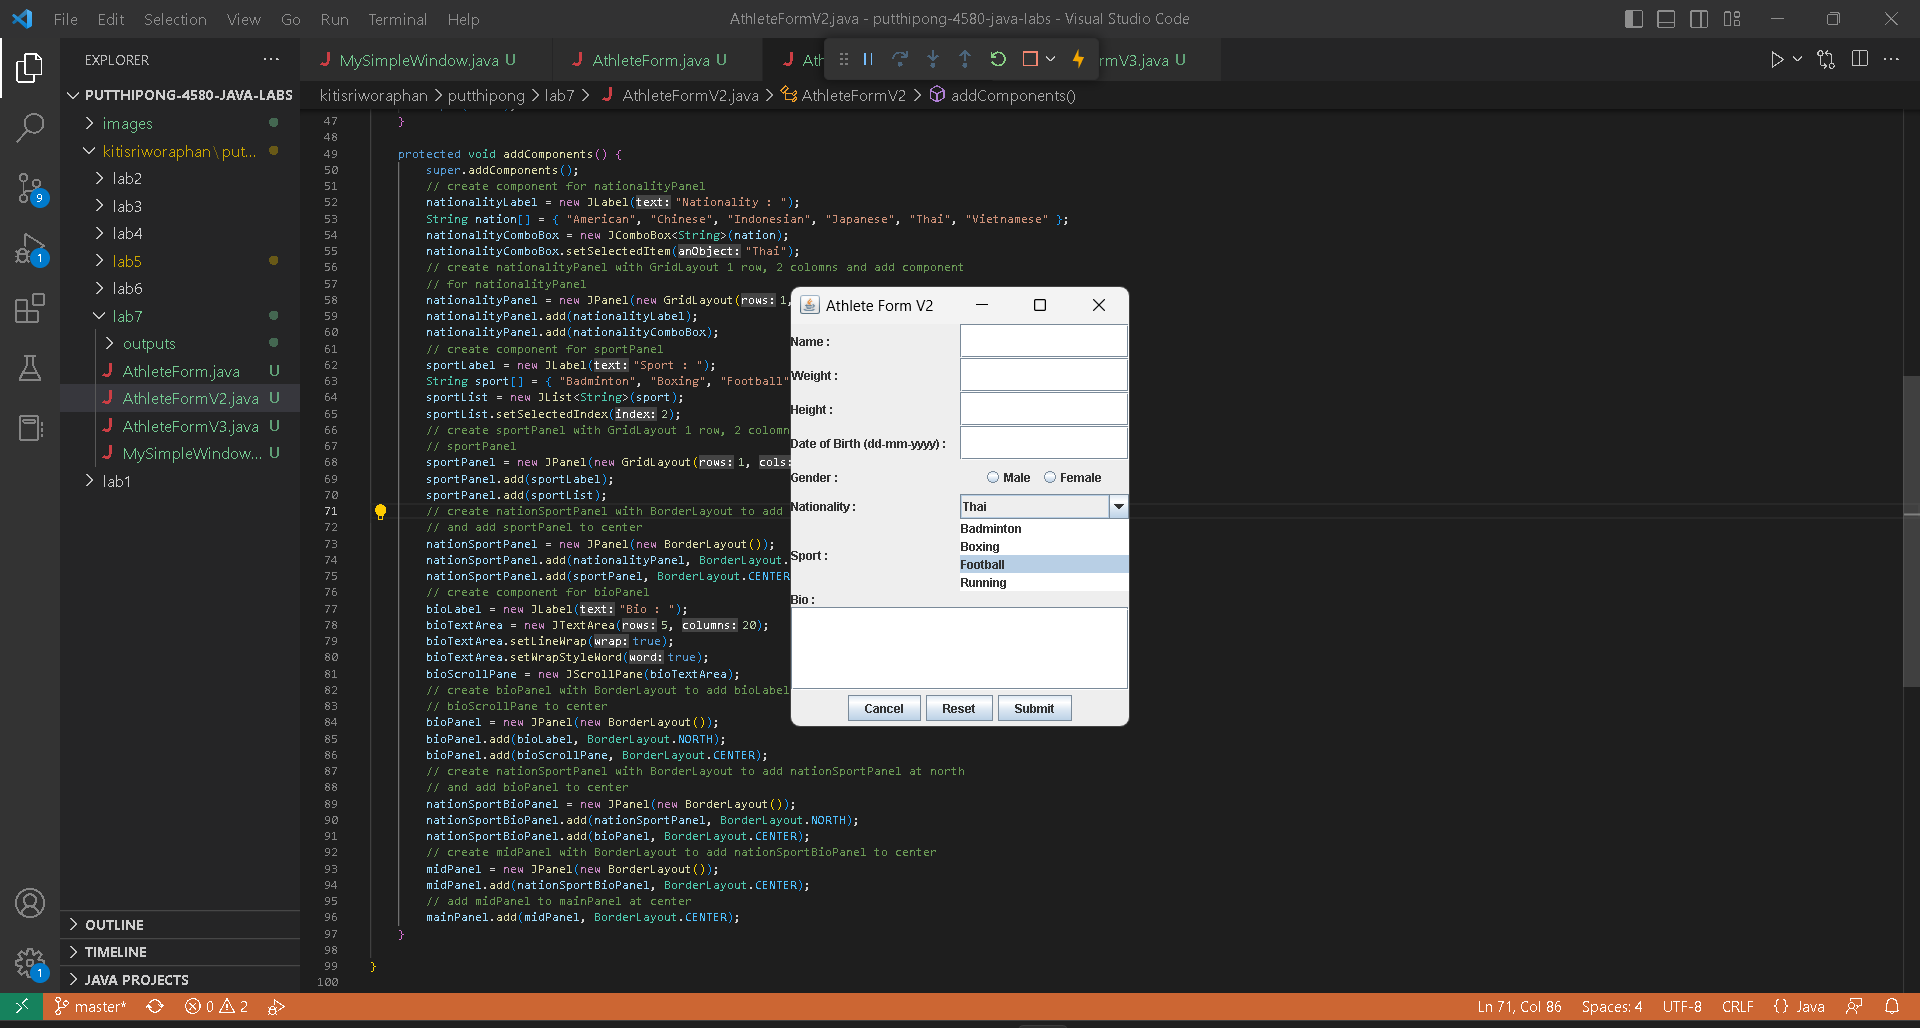 File Edit Selection View Go Run Terminal Help
AthleteFormV2.java - putthipong-4580-java-labs - Visual Studio Code
EXPLORER
PUTTHIPONG-4580-JAVA-LABS
images
kitisriworaphan\put...
lab2
lab3
lab4
lab5
lab6
lab7
outputs
AthleteForm.java U
AthleteFormV2.java U
AthleteFormV3.java U
MySimpleWindow... U
lab1
OUTLINE
TIMELINE
JAVA PROJECTS
9
1
1
MySimpleWindow.java U
AthleteForm.java U
Ath
rmV3.java U
kitisriworaphan > putthipong > lab7 > AthleteFormV2.java > AthleteFormV2 > addComponents()
47 }
48
49 protected void addComponents() {
50 super.addComponents();
51 // create component for nationalityPanel
52 nationalityLabel = new JLabel(text: "Nationality : ");
53 String nation[] = { "American", "Chinese", "Indonesian", "Japanese", "Thai", "Vietnamese" };
54 nationalityComboBox = new JComboBox<String>(nation);
55 nationalityComboBox.setSelectedItem(anObject: "Thai");
56 // create nationalityPanel with GridLayout 1 row, 2 coloms and add component
57 // for nationalityPanel
58 nationalityPanel = new JPanel(new GridLayout(rows: 1,
59 nationalityPanel.add(nationalityLabel);
60 nationalityPanel.add(nationalityComboBox);
61 // create component for sportPanel
62 sportLabel = new JLabel(text: "Sport : ");
63 String sport[] = { "Badminton", "Boxing", "Football"
64 sportList = new JList<String>(sport);
65 sportList.setSelectedIndex(index: 2);
66 // create sportPanel with GridLayout 1 row, 2 colomn
67 // sportPanel
68 sportPanel = new JPanel(new GridLayout(rows: 1, cols:
69 sportPanel.add(sportLabel);
70 sportPanel.add(sportList);
71 // create nationSportPanel with BorderLayout to add
72 // and add sportPanel to center
73 nationSportPanel = new JPanel(new BorderLayout());
74 nationSportPanel.add(nationalityPanel, BorderLayout.
75 nationSportPanel.add(sportPanel, BorderLayout.CENTER
76 // create component for bioPanel
77 bioLabel = new JLabel(text: "Bio : ");
78 bioTextArea = new JTextArea(rows: 5, columns: 20);
79 bioTextArea.setLineWrap(wrap: true);
80 bioTextArea.setWrapStyleWord(word: true);
81 bioScrollPane = new JScrollPane(bioTextArea);
82 // create bioPanel with BorderLayout to add bioLabel
83 // bioScrollPane to center
84 bioPanel = new JPanel(new BorderLayout());
85 bioPanel.add(bioLabel, BorderLayout.NORTH);
86 bioPanel.add(bioScrollPane, BorderLayout.CENTER);
87 // create nationSportPanel with BorderLayout to add nationSportPanel at north
88 // and add bioPanel to center
89 nationSportBioPanel = new JPanel(new BorderLayout());
90 nationSportBioPanel.add(nationSportPanel, BorderLayout.NORTH);
91 nationSportBioPanel.add(bioPanel, BorderLayout.CENTER);
92 // create midPanel with BorderLayout to add nationSportBioPanel to center
93 midPanel = new JPanel(new BorderLayout());
94 midPanel.add(nationSportBioPanel, BorderLayout.CENTER);
95 // add midPanel to mainPanel at center
96 mainPanel.add(midPanel, BorderLayout.CENTER);
97 }
98
99 }
100
Athlete Form V2
Name :
Weight :
Height :
Date of Birth (dd-mm-yyyy) :
Gender : Male Female
Nationality : Thai
Sport :
Badminton
Boxing
Football
Running
Bio :
Cancel Reset Submit
master* 0 2
Ln 71, Col 86 Spaces: 4 UTF-8 CRLF {} Java